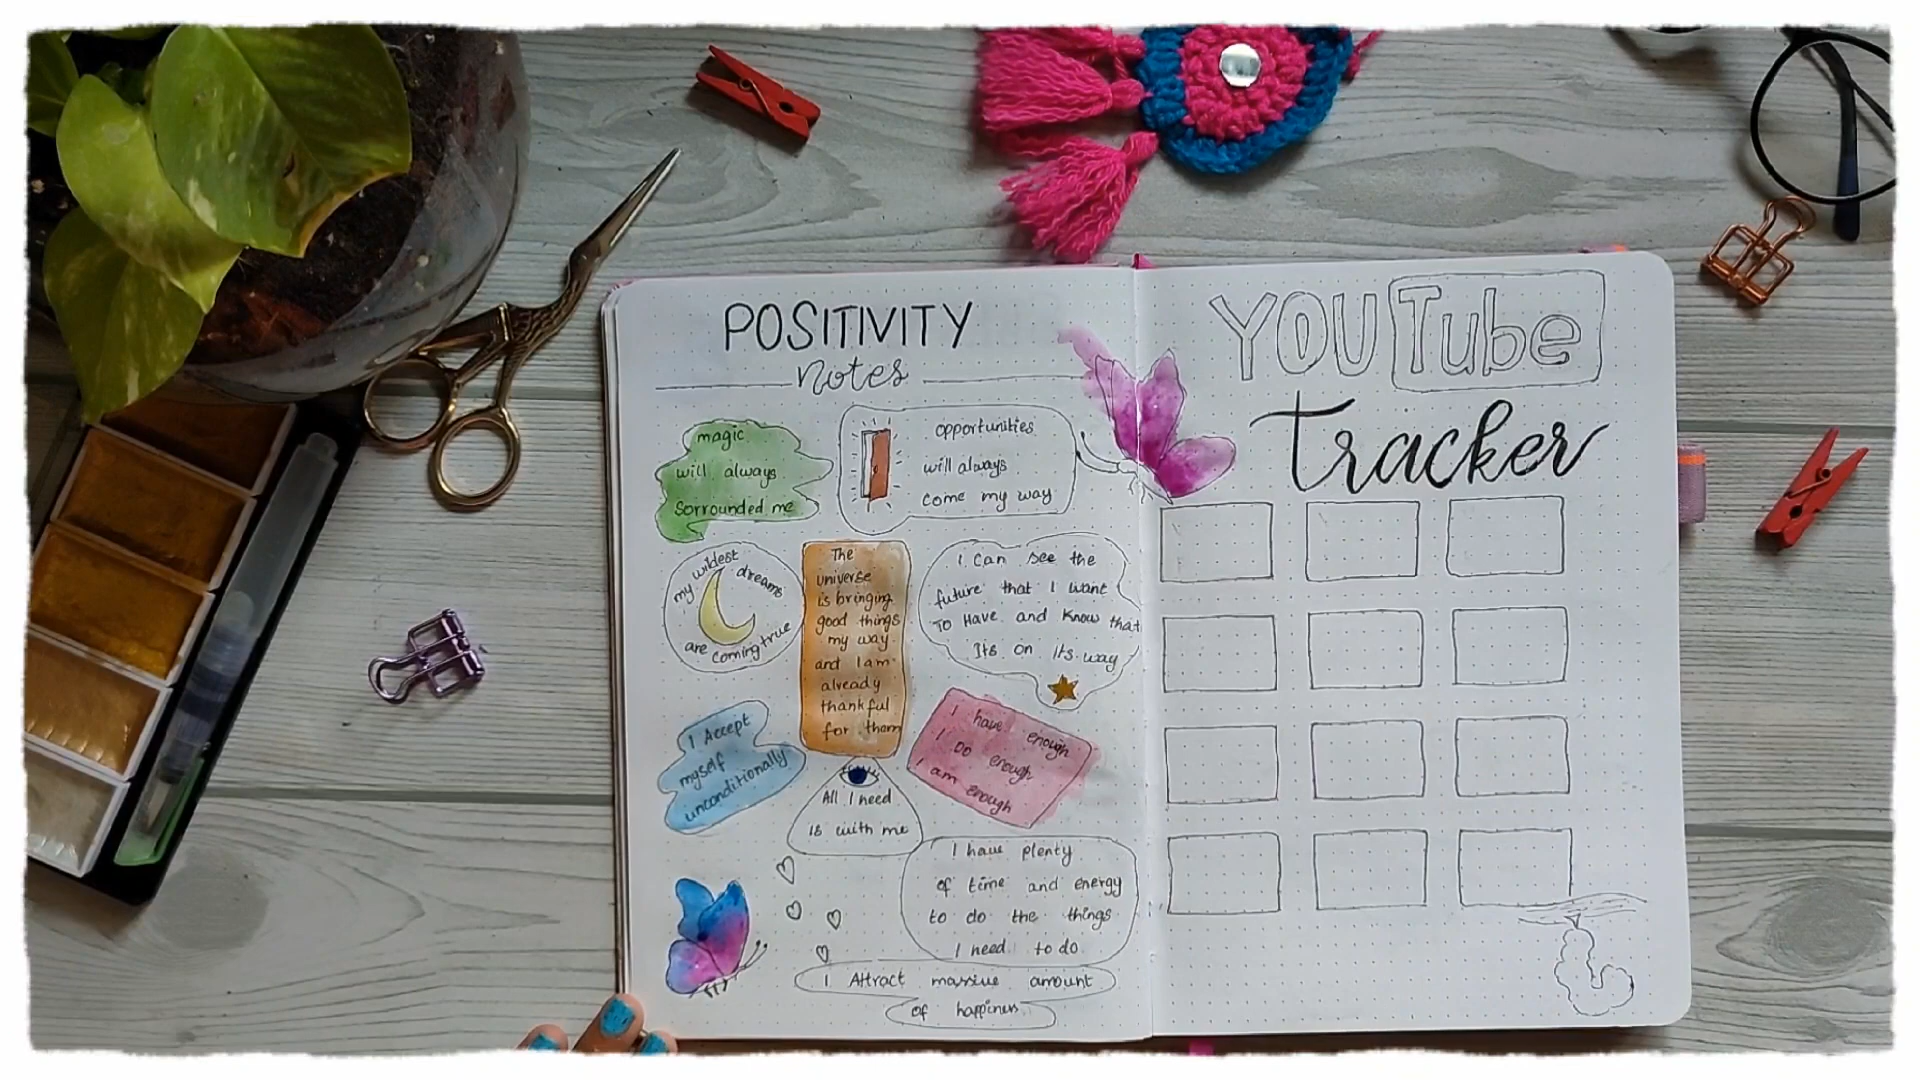 POSITIVITY
notes
magic
will always
Sorrounded me
opportunities
will always
come my way
my wildest
dreams
are coming true
The
universe
is bringing
good things
my way
and I am
already
thankful
for them
I Can see the
future that I want
To Have and Know that
Its on its way
I Accept
myself
unconditionally
All I need
is with me
I have enough
I Do enough
I am enough
I have plenty
of time and energy
to do the things
I need to do
I Attract massive amount
of happiness
YOUTube
tracker